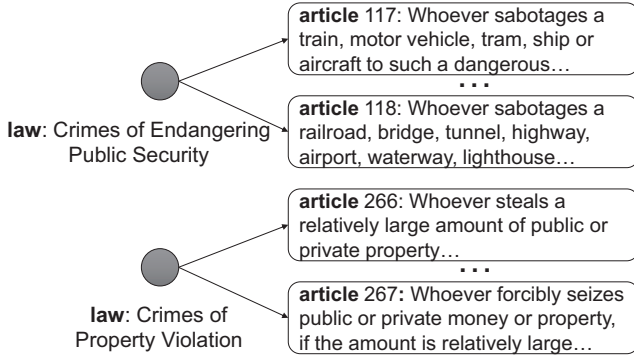 article 117: Whoever sabotages a
train, motor vehicle, tram, ship or
aircraft to such a dangerous…
...
law: Crimes of Endangering
Public Security
article 118: Whoever sabotages a
railroad, bridge, tunnel, highway,
airport, waterway, lighthouse…
article 266: Whoever steals a
relatively large amount of public or
private property…
...
law: Crimes of
Property Violation
article 267: Whoever forcibly seizes
public or private money or property,
if the amount is relatively large…